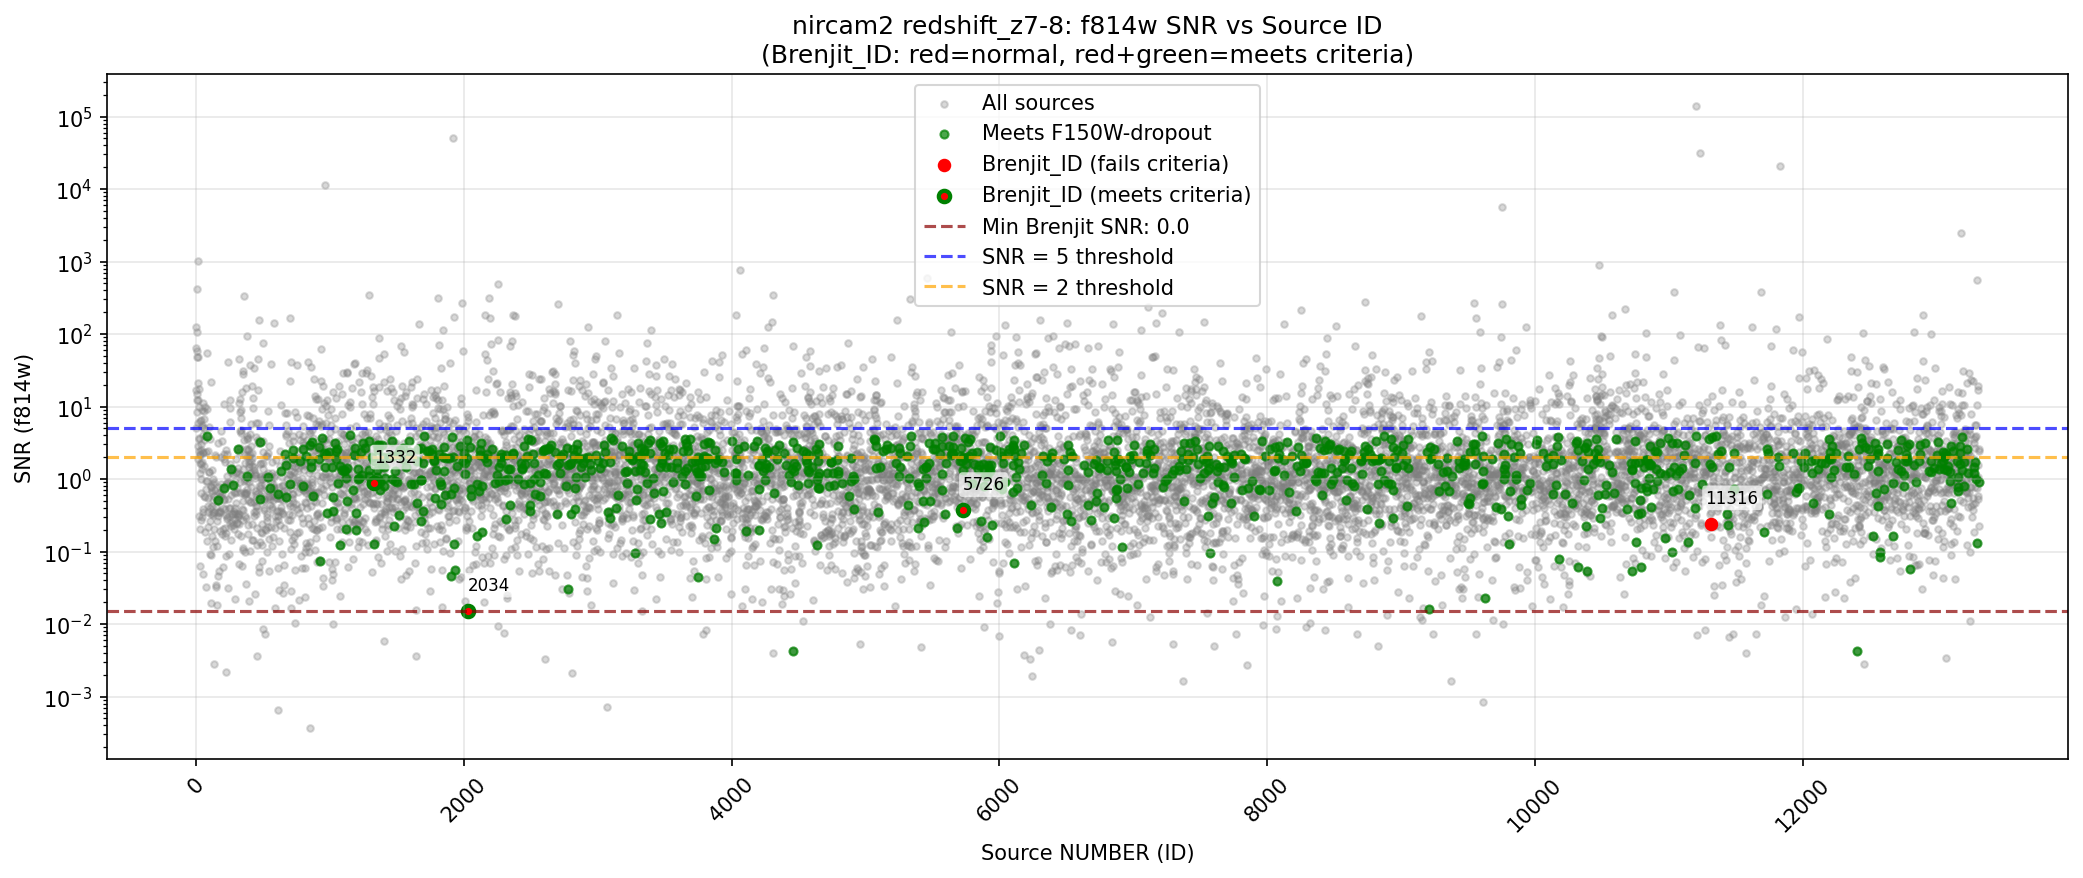 nircam2 redshift_z7-8: f814w SNR vs Source ID
(Brenjit_ID: red=normal, red+green=meets criteria)
All sources
Meets F150W-dropout
Brenjit_ID (fails criteria)
Brenjit_ID (meets criteria)
Min Brenjit SNR: 0.0
SNR = 5 threshold
SNR = 2 threshold
SNR (f814w)
10⁵
10⁴
10³
10²
10¹
10⁰
10⁻¹
10⁻²
10⁻³
1332
5726
11316
2034
0
2000
4000
6000
8000
10000
12000
Source NUMBER (ID)